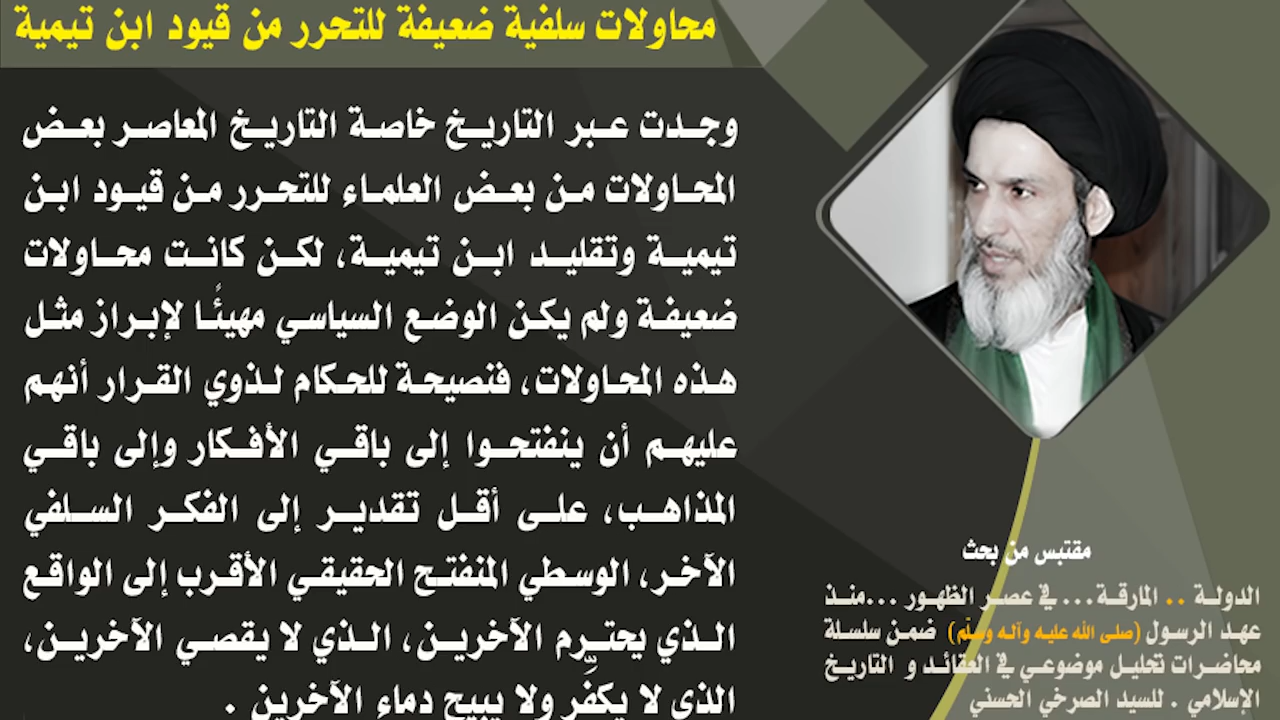 محاولات سلفية ضعيفة للتحرر من قيود ابن تيمية
وجدت عبر التاريخ خاصة التاريخ المعاصر بعض
المحاولات من بعض العلماء للتحرر من قيود ابن
تيمية وتقليد ابن تيمية، لكن كانت محاولات
ضعيفة ولم يكن الوضع السياسي مهيئًا لإبراز مثل
هذه المحاولات، فنصيحة للحكام لذوي القرار أنهم
عليهم أن ينفتحوا إلى باقي الأفكار وإلى باقي
المذاهب، على أقل تقدير إلى الفكر السلفي
الآخر، الوسطي المنفتح الحقيقي الأقرب إلى الواقع
الذي يحترم الآخرين، الذي لا يقصي الآخرين،
الذي لا يكفِّر ولا يبيح دماء الآخرين .
مقتبس من بحث
الدولة .. المارقة... في عصر الظهور ...منذ
عهد الرسول (صلى الله عليه وآله وسلّم) ضمن سلسلة
محاضرات تحليل موضوعي في العقائد و التاريخ
الإسلامي . للسيد الصرخي الحسني